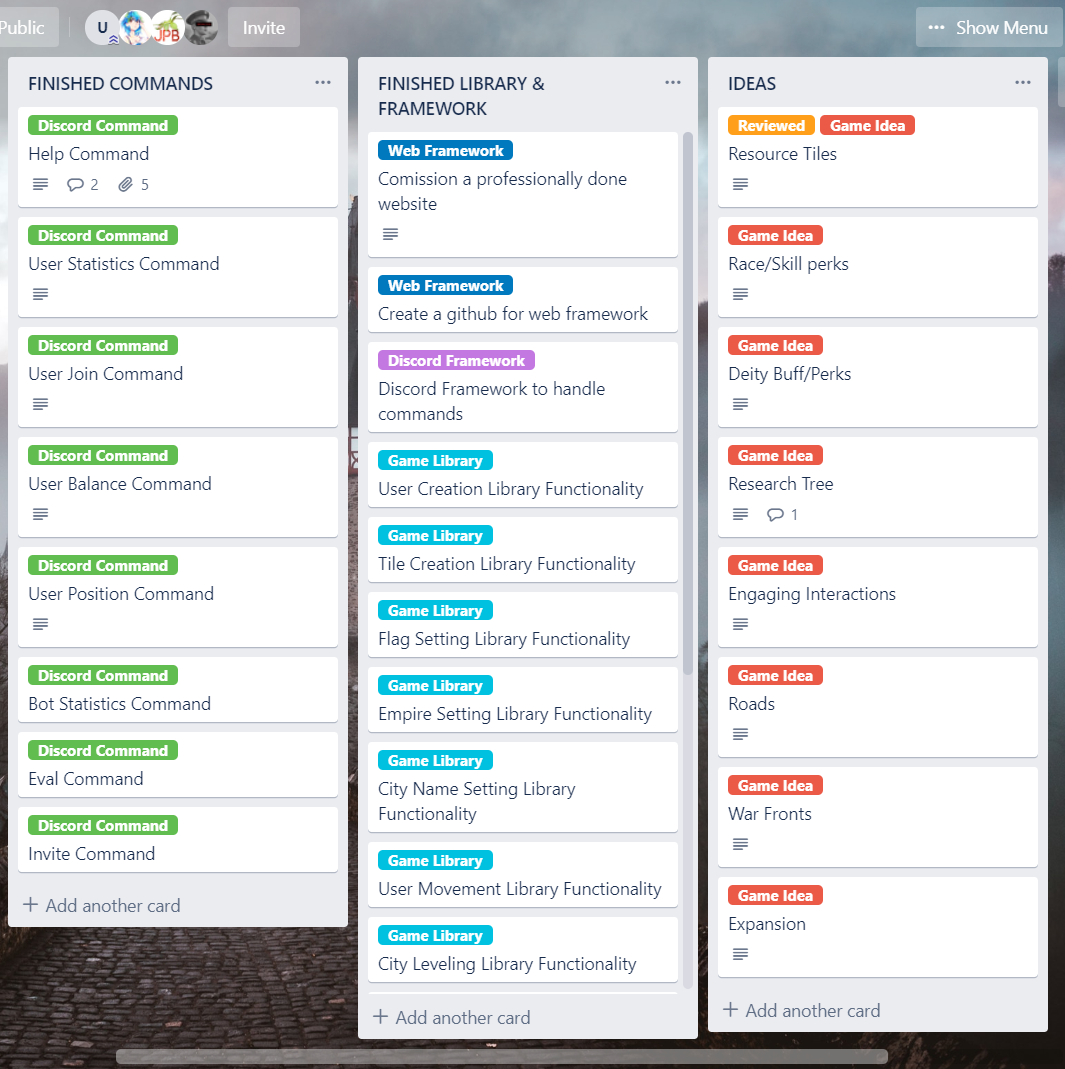 Public
U
JPB
Invite
... Show Menu
FINISHED COMMANDS
Discord Command
Help Command
2 5
Discord Command
User Statistics Command
Discord Command
User Join Command
Discord Command
User Balance Command
Discord Command
User Position Command
Discord Command
Bot Statistics Command
Discord Command
Eval Command
Discord Command
Invite Command
+ Add another card
FINISHED LIBRARY &
FRAMEWORK
Web Framework
Comission a professionally done
website
Web Framework
Create a github for web framework
Discord Framework
Discord Framework to handle
commands
Game Library
User Creation Library Functionality
Game Library
Tile Creation Library Functionality
Game Library
Flag Setting Library Functionality
Game Library
Empire Setting Library Functionality
Game Library
City Name Setting Library
Functionality
Game Library
User Movement Library Functionality
Game Library
City Leveling Library Functionality
+ Add another card
IDEAS
Reviewed Game Idea
Resource Tiles
Game Idea
Race/Skill perks
Game Idea
Deity Buff/Perks
Game Idea
Research Tree
1
Game Idea
Engaging Interactions
Game Idea
Roads
Game Idea
War Fronts
Game Idea
Expansion
+ Add another card